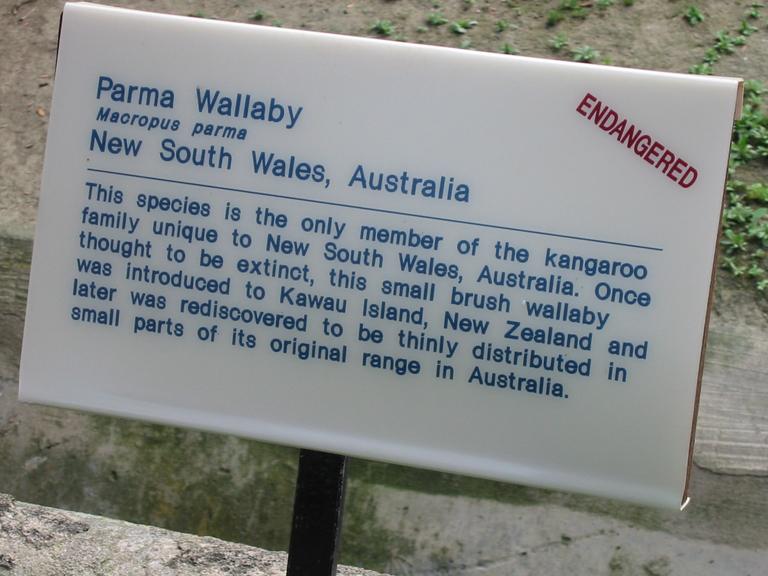 Parma Wallaby
Macropus parma
New South Wales, Australia
ENDANGERED
This species is the only member of the kangaroo
family unique to New South Wales, Australia. Once
thought to be extinct, this small brush wallaby
was introduced to Kawau Island, New Zealand and
later was rediscovered to be thinly distributed in
small parts of its original range in Australia.